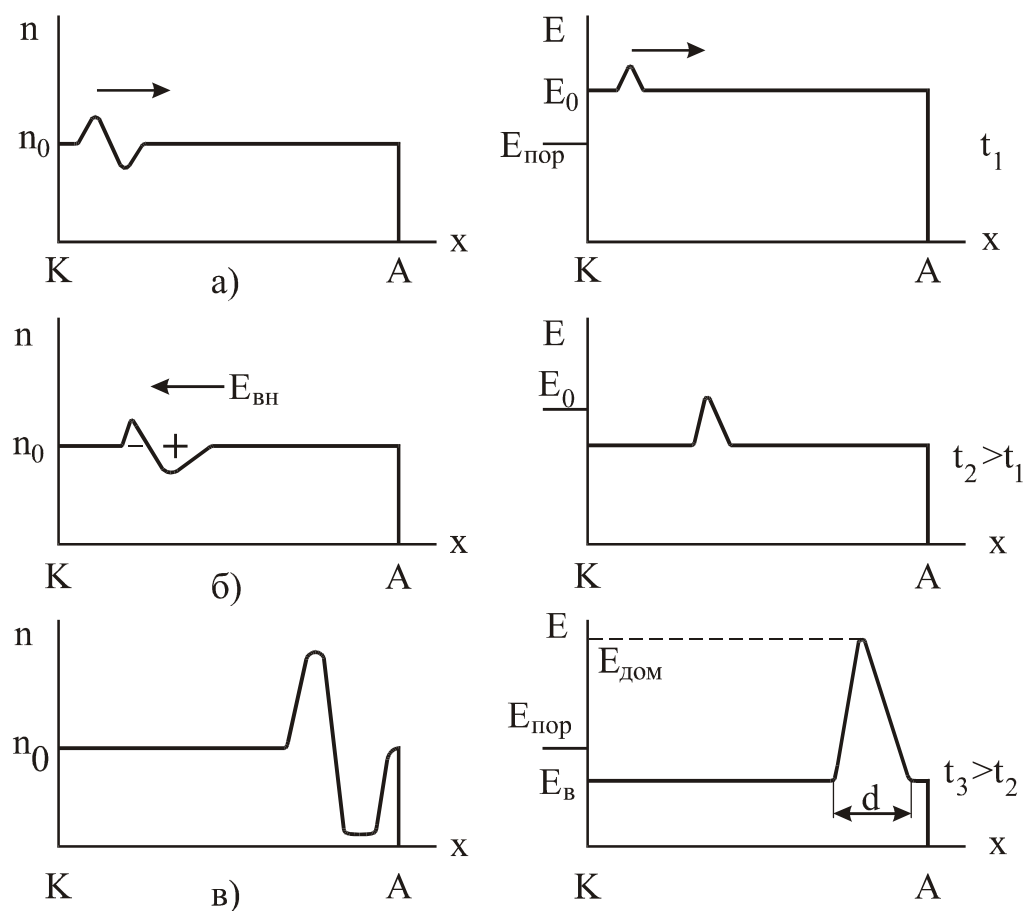 n
E
E₀
n₀
Eпор
t₁
x
x
K
A
K
A
а)
n
E
Eвн
E₀
n₀
−
+
t₂>t₁
x
x
K
A
K
A
б)
n
E
Eдом
Eпор
n₀
Eв
d
t₃>t₂
x
x
K
A
K
A
в)